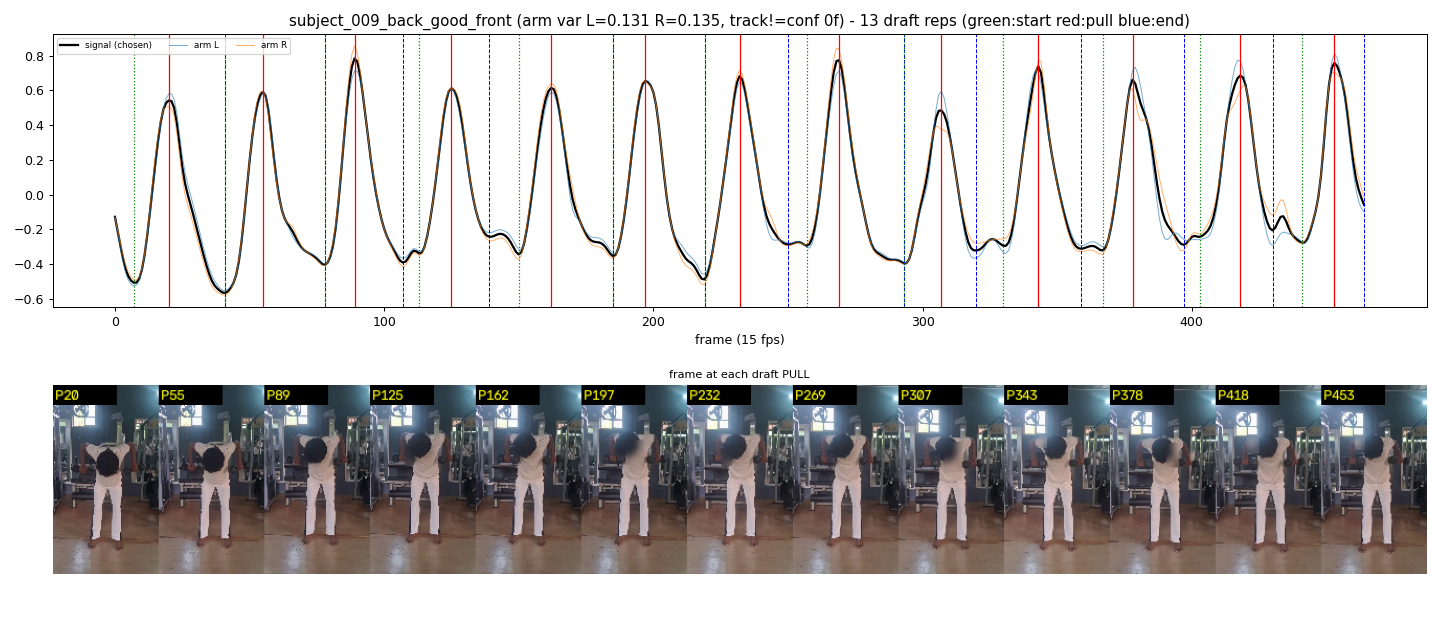 subject_009_back_good_front (arm var L=0.131 R=0.135, track!=conf 0f) - 13 draft reps (green:start red:pull blue:end)
signal (chosen) arm L arm R
0.8
0.6
0.4
0.2
0.0
−0.2
−0.4
−0.6
0 100 200 300 400
frame (15 fps)
frame at each draft PULL
P20 P55 P89 P125 P162 P197 P232 P269 P307 P343 P378 P418 P453